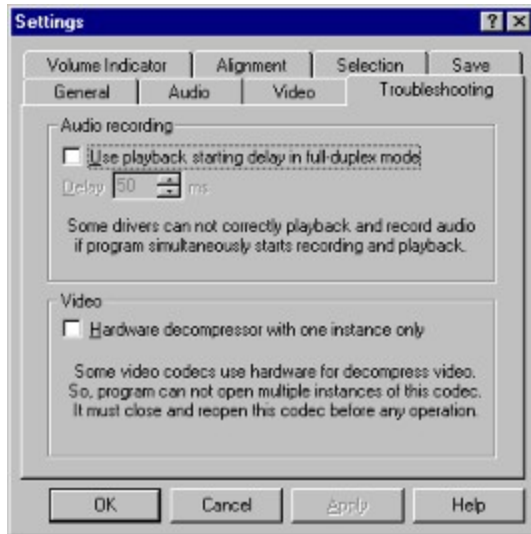 Settings
Volume Indicator Alignment Selection Save
General Audio Video Troubleshooting
Audio recording
Use playback starting delay in full-duplex mode
Delay 50 ms
Some drivers can not correctly playback and record audio
if program simultaneously starts recording and playback.
Video
Hardware decompressor with one instance only
Some video codecs use hardware for decompress video.
So, program can not open multiple instances of this codec.
It must close and reopen this codec before any operation.
OK Cancel Apply Help